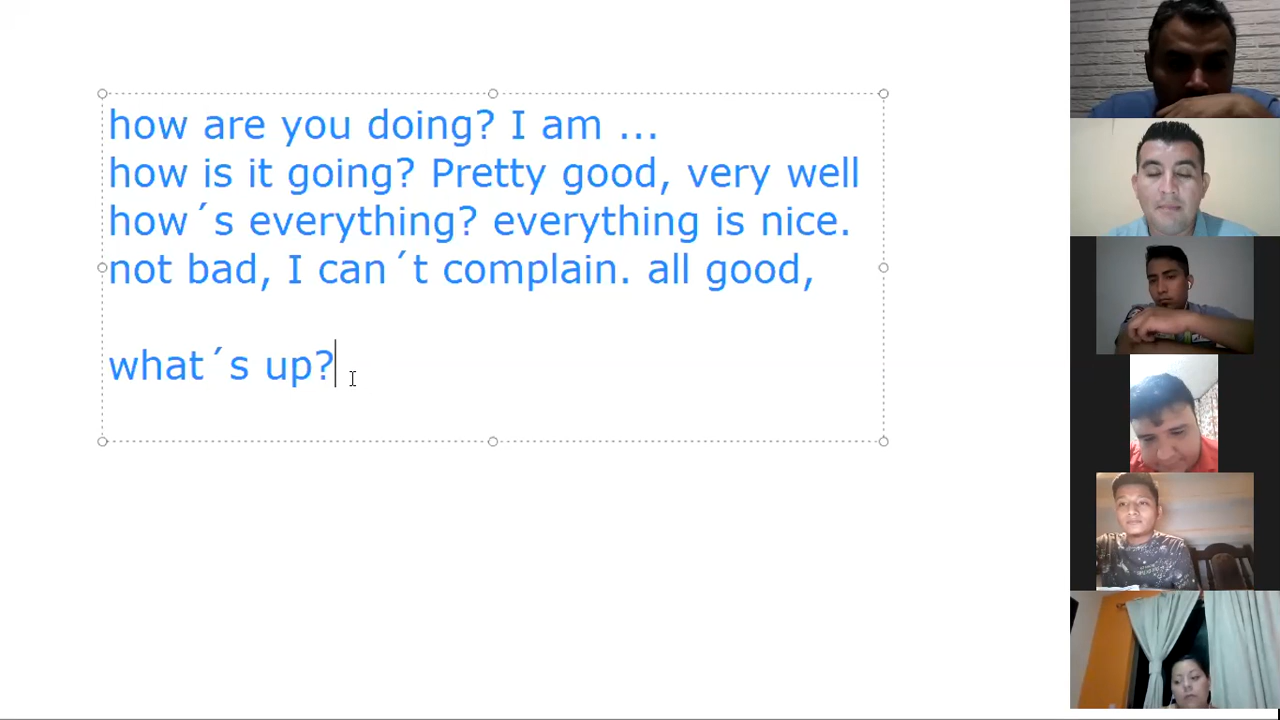 how are you doing? I am ...
how is it going? Pretty good, very well
how´s everything? everything is nice.
not bad, I can´t complain. all good,
what´s up?